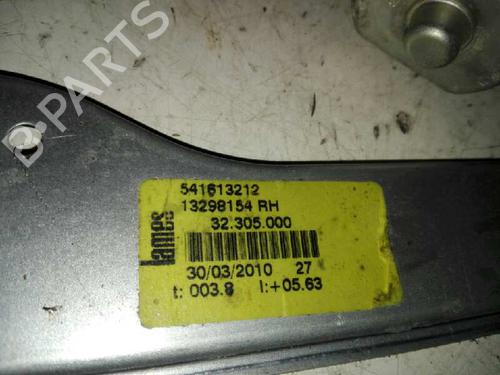 B-PARTS
541613212
13298154 RH
32.305.000
Lames
30/03/2010 27
t: 003.8 l:+05.63